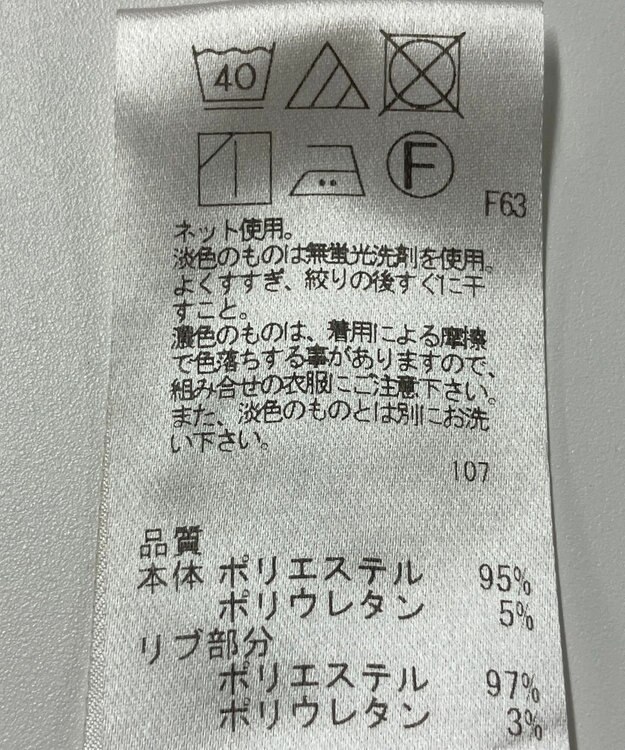 40
F
F63
ネット使用。
淡色のものは無蛍光洗剤を使用。
よくすすぎ、絞りの後すぐに干
すこと。
濃色のものは、着用による摩擦
で色落ちする事がありますので、
組み合せの衣服にご注意下さい。
また、淡色のものとは別にお洗
い下さい。
107
品質
本体 ポリエステル 95%
ポリウレタン 5%
リブ部分
ポリエステル 97%
ポリウレタン 3%